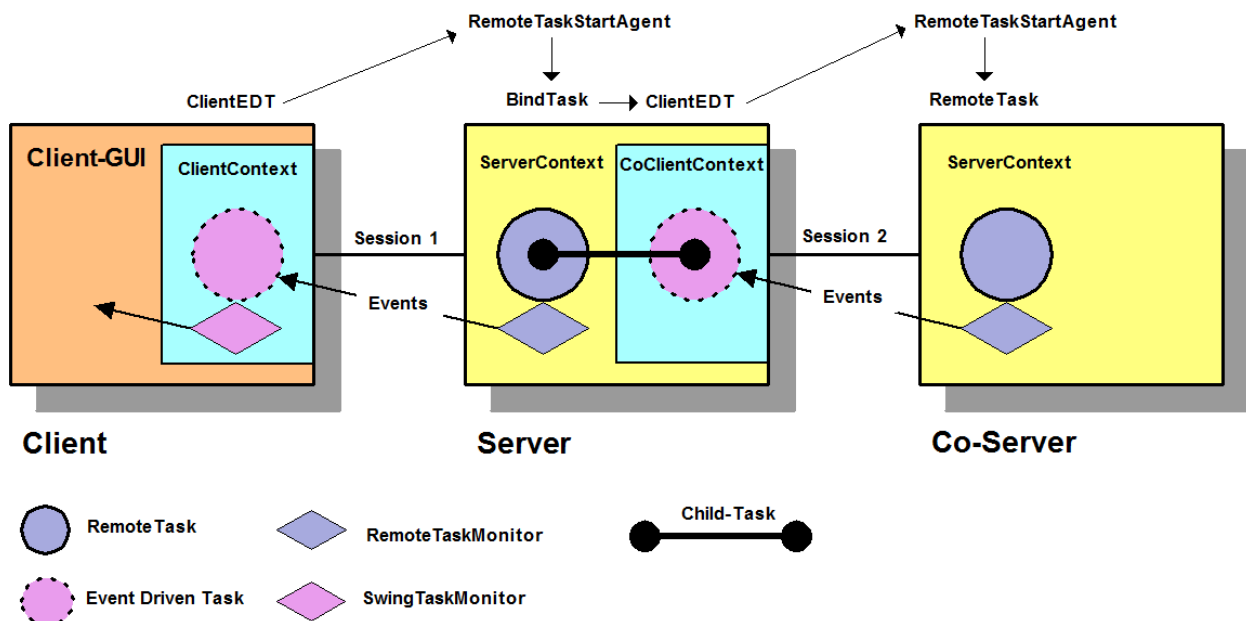 RemoteTaskStartAgent
RemoteTaskStartAgent
ClientEDT
BindTask
ClientEDT
RemoteTask
Client-GUI
ClientContext
ServerContext
CoClientContext
ServerContext
Session 1
Session 2
Events
Events
Client
Server
Co-Server
RemoteTask
RemoteTaskMonitor
Child-Task
Event Driven Task
SwingTaskMonitor